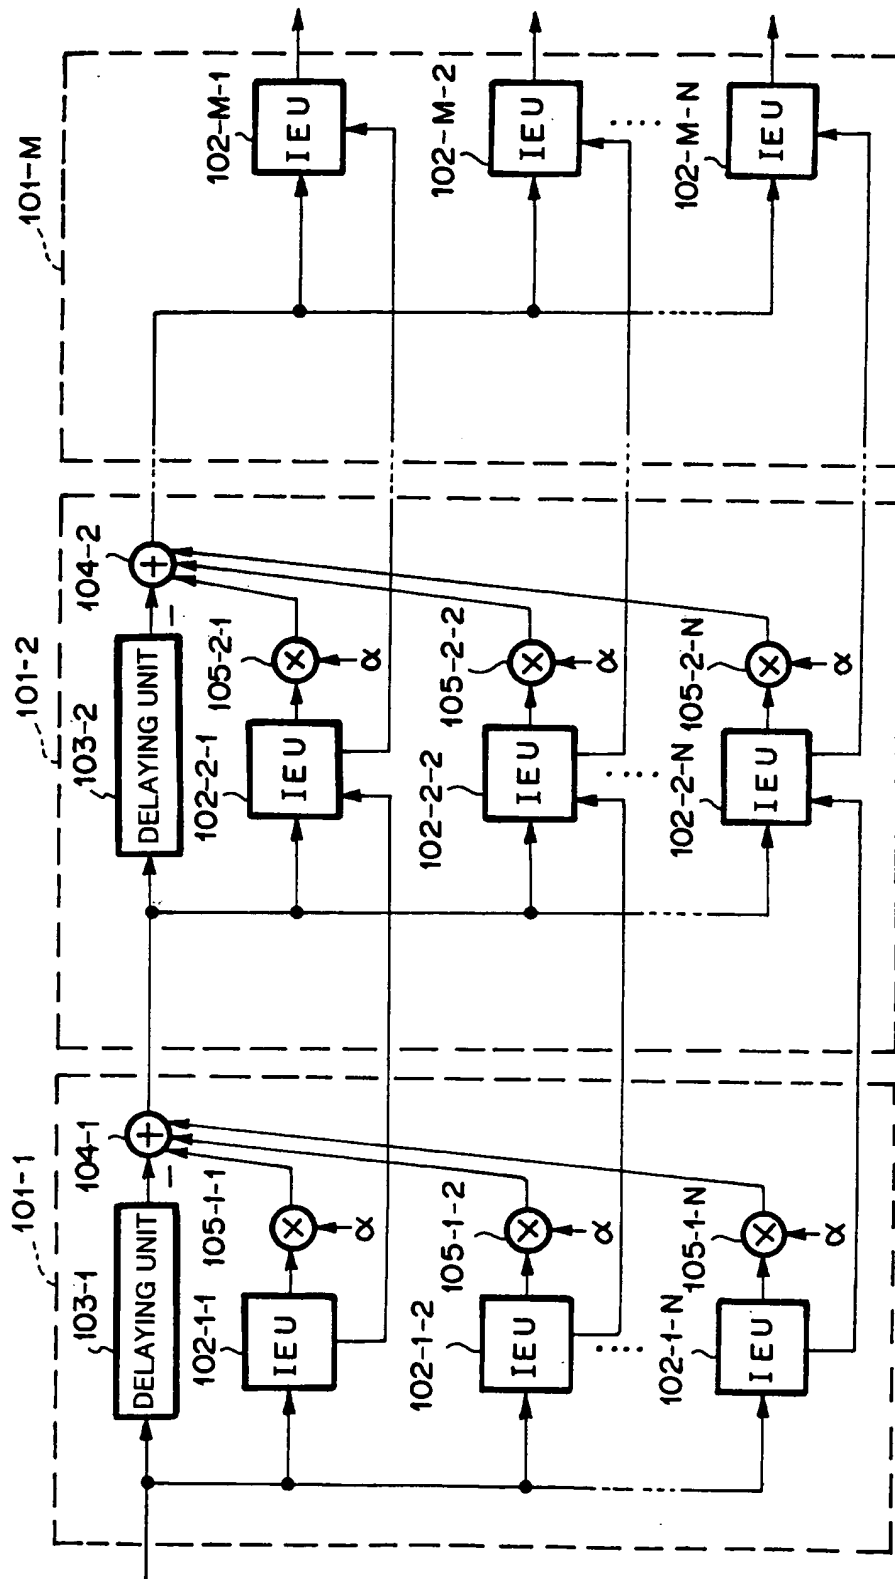 101-1
103-1
DELAYING UNIT
104-1
+
—
102-1-1
IEU
105-1-1
×
α
102-1-2
IEU
105-1-2
×
α
....
102-1-N
IEU
105-1-N
×
α
101-2
103-2
DELAYING UNIT
104-2
+
—
102-2-1
IEU
105-2-1
×
α
102-2-2
IEU
105-2-2
×
α
....
102-2-N
IEU
105-2-N
×
α
101-M
102-M-1
IEU
102-M-2
IEU
....
102-M-N
IEU